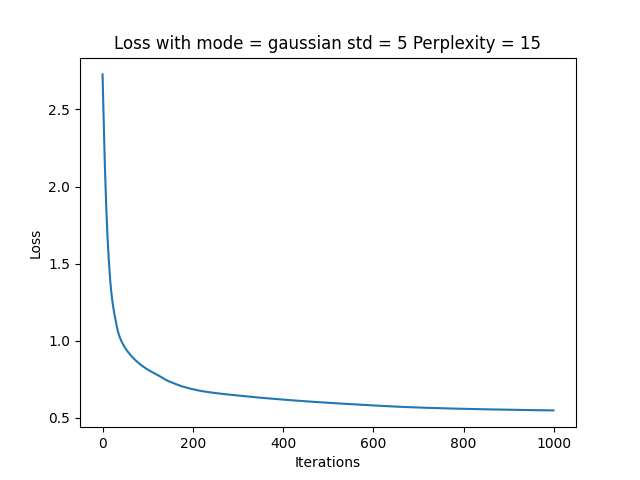 Loss with mode = gaussian std = 5 Perplexity = 15
2.5
2.0
1.5
1.0
0.5
Loss
0 200 400 600 800 1000
Iterations